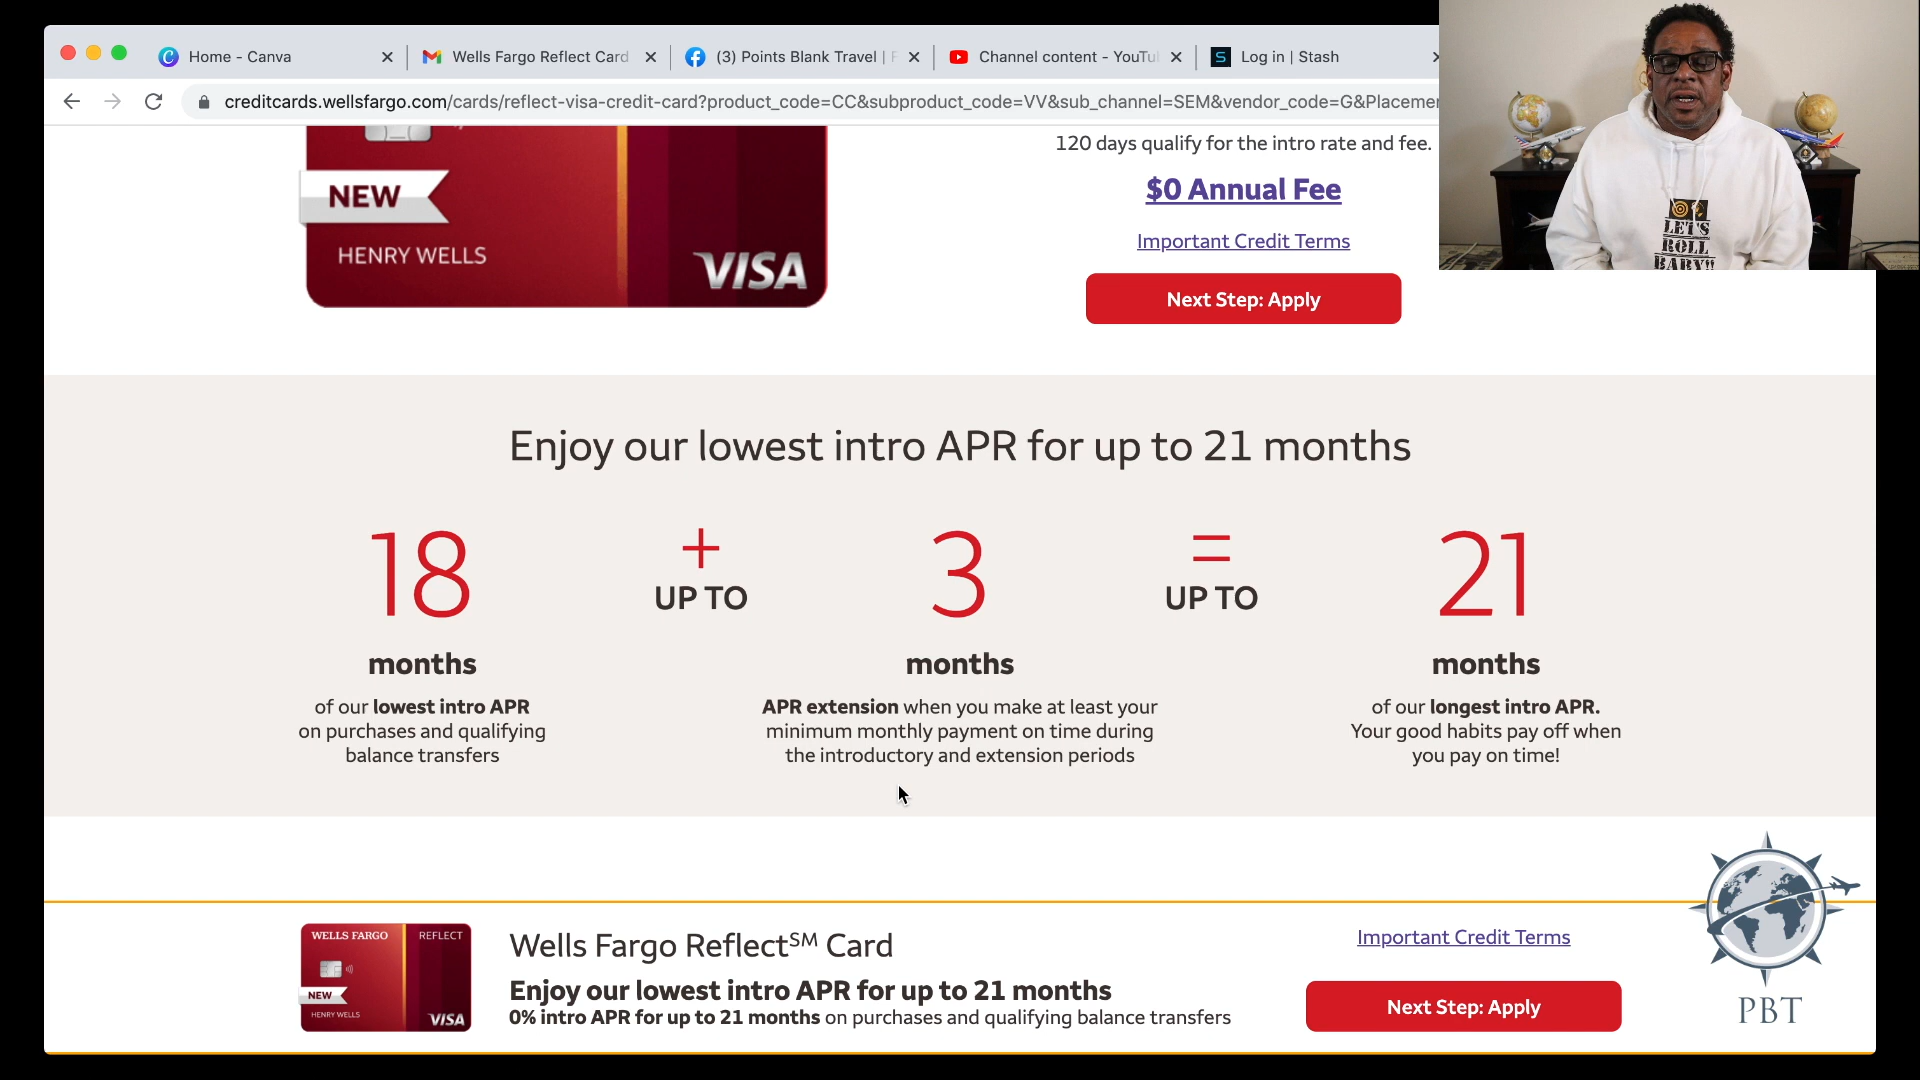 Home - Canva
Wells Fargo Reflect Card
(3) Points Blank Travel | F
Channel content - YouTu
Log in | Stash
creditcards.wellsfargo.com/cards/reflect-visa-credit-card?product_code=CC&subproduct_code=VV&sub_channel=SEM&vendor_code=G&Placemen
120 days qualify for the intro rate and fee.
$0 Annual Fee
Important Credit Terms
Next Step: Apply
NEW
HENRY WELLS
VISA
LET'S
ROLL
BABY!!
Enjoy our lowest intro APR for up to 21 months
18 + 3 = 21
UP TO UP TO
months months months
of our lowest intro APR
on purchases and qualifying
balance transfers
APR extension when you make at least your
minimum monthly payment on time during
the introductory and extension periods
of our longest intro APR.
Your good habits pay off when
you pay on time!
WELLS FARGO REFLECT
NEW
HENRY WELLS
VISA
Wells Fargo Reflect℠ Card
Enjoy our lowest intro APR for up to 21 months
0% intro APR for up to 21 months on purchases and qualifying balance transfers
Important Credit Terms
Next Step: Apply
PBT